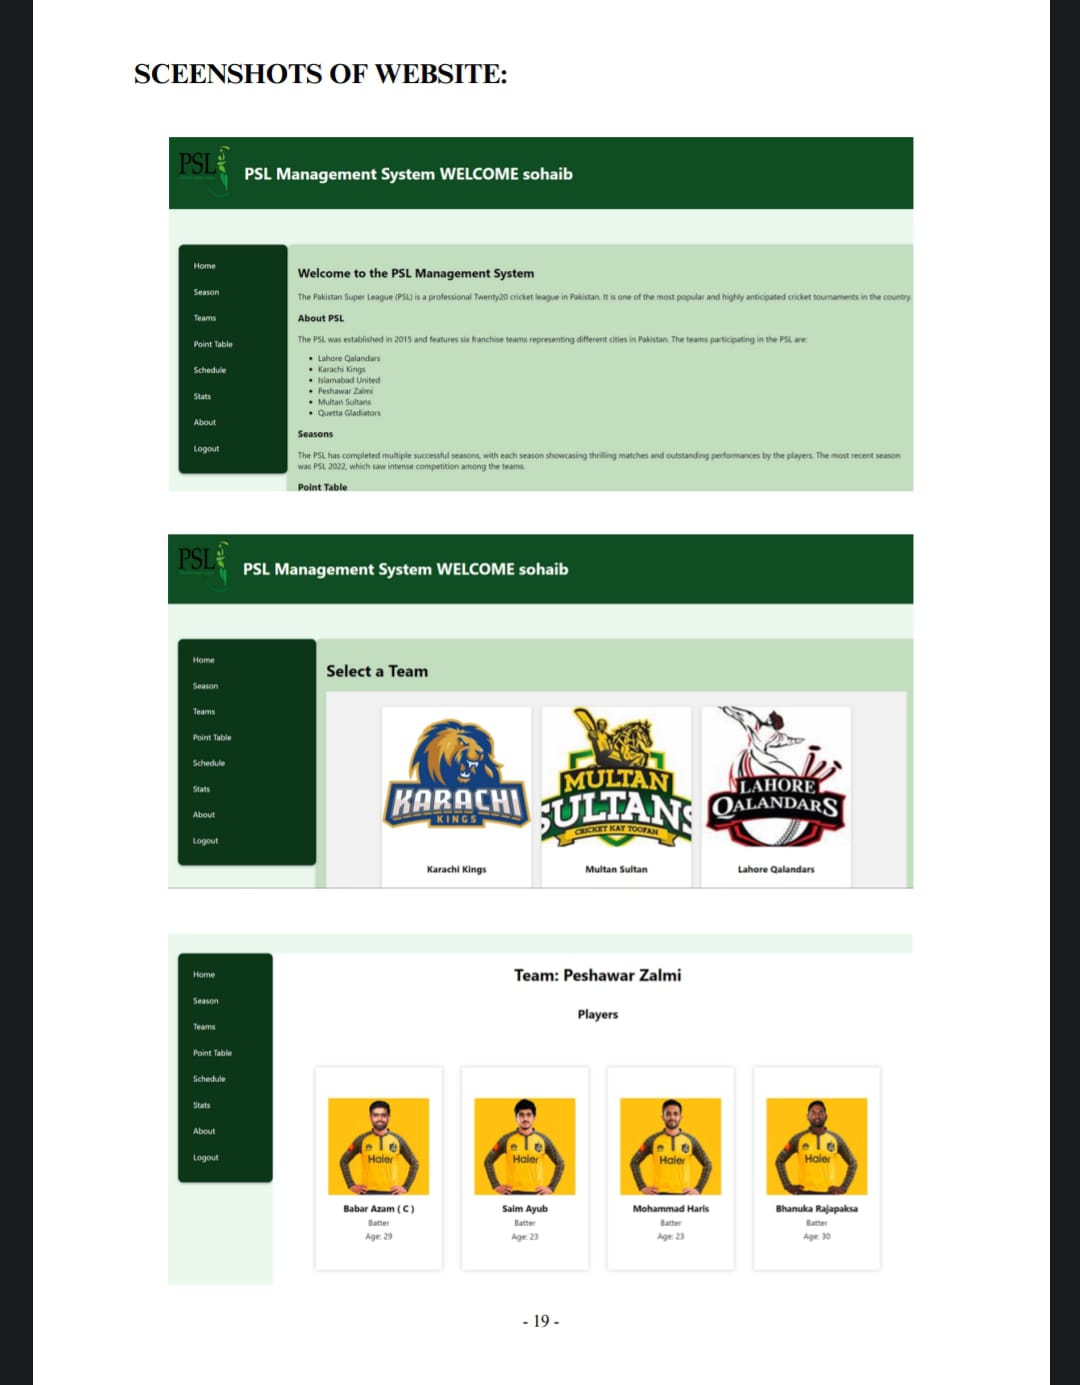 SCEENSHOTS OF WEBSITE:
PSL
PSL Management System WELCOME sohaib
Home
Season
Teams
Point Table
Schedule
Stats
About
Logout
Welcome to the PSL Management System
The Pakistan Super League (PSL) is a professional Twenty20 cricket league in Pakistan. It is one of the most popular and highly anticipated cricket tournaments in the country.
About PSL
The PSL was established in 2015 and features six franchise teams representing different cities in Pakistan. The teams participating in the PSL are:
• Lahore Qalandars
• Karachi Kings
• Islamabad United
• Peshawar Zalmi
• Multan Sultans
• Quetta Gladiators
Seasons
The PSL has completed multiple successful seasons, with each season showcasing thrilling matches and outstanding performances by the players. The most recent season
was PSL 2022, which saw intense competition among the teams.
Point Table
PSL
PSL Management System WELCOME sohaib
Home
Season
Teams
Point Table
Schedule
Stats
About
Logout
Select a Team
KARACHI
KINGS
MULTAN
SULTANS
CRICKET KAY TOOFAN
LAHORE
QALANDARS
Karachi Kings
Multan Sultan
Lahore Qalandars
Home
Season
Teams
Point Table
Schedule
Stats
About
Logout
Team: Peshawar Zalmi
Players
Haier
Haier
Haier
Haier
Babar Azam ( C )
Batter
Age: 29
Saim Ayub
Batter
Age: 23
Mohammad Haris
Batter
Age: 23
Bhanuka Rajapaksa
Batter
Age: 30
- 19 -